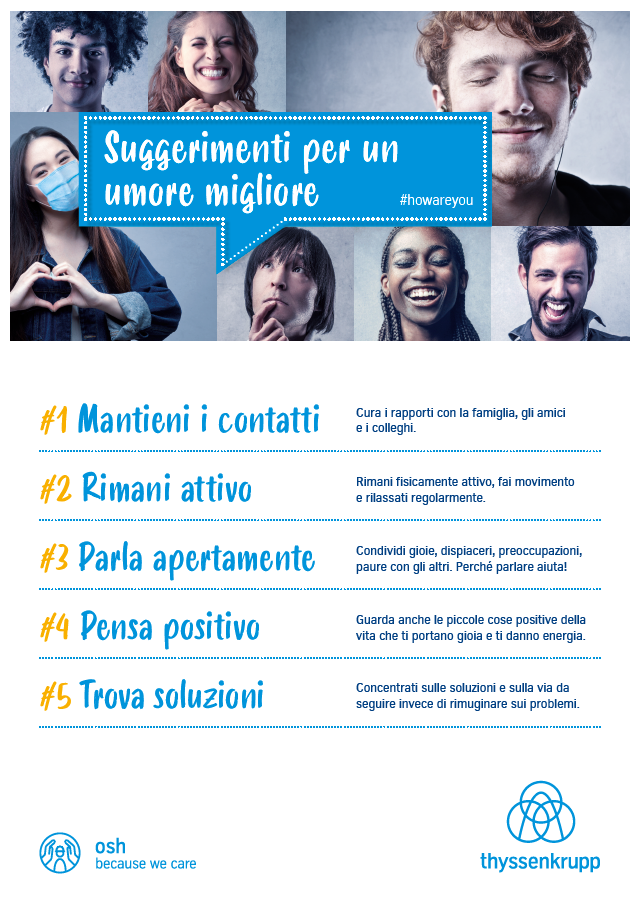 Suggerimenti per un
umore migliore
#howareyou
#1 Mantieni i contatti
Cura i rapporti con la famiglia, gli amici
e i colleghi.
#2 Rimani attivo
Rimani fisicamente attivo, fai movimento
e rilassati regolarmente.
#3 Parla apertamente
Condividi gioie, dispiaceri, preoccupazioni,
paure con gli altri. Perché parlare aiuta!
#4 Pensa positivo
Guarda anche le piccole cose positive della
vita che ti portano gioia e ti danno energia.
#5 Trova soluzioni
Concentrati sulle soluzioni e sulla via da
seguire invece di rimuginare sui problemi.
osh
because we care
thyssenkrupp